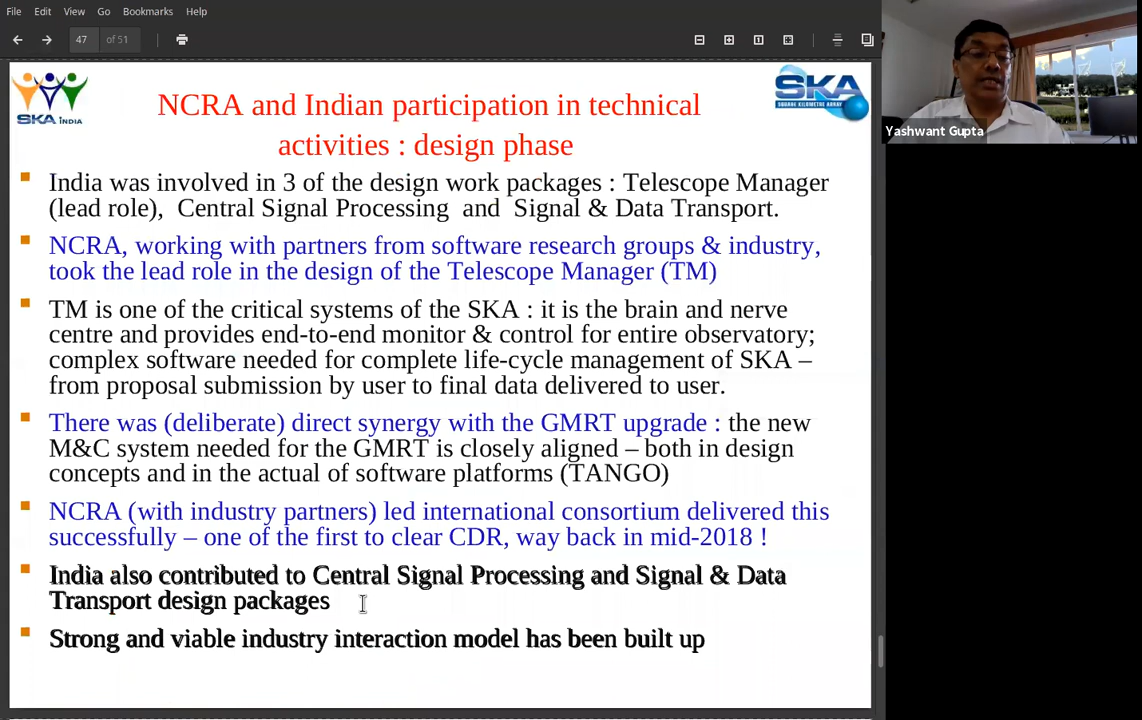 File Edit View Go Bookmarks Help
47 of 51
SKA INDIA
SKA
SQUARE KILOMETRE ARRAY
NCRA and Indian participation in technical
activities : design phase
India was involved in 3 of the design work packages : Telescope Manager
(lead role), Central Signal Processing and Signal & Data Transport.
NCRA, working with partners from software research groups & industry,
took the lead role in the design of the Telescope Manager (TM)
TM is one of the critical systems of the SKA : it is the brain and nerve
centre and provides end-to-end monitor & control for entire observatory;
complex software needed for complete life-cycle management of SKA –
from proposal submission by user to final data delivered to user.
There was (deliberate) direct synergy with the GMRT upgrade : the new
M&C system needed for the GMRT is closely aligned – both in design
concepts and in the actual of software platforms (TANGO)
NCRA (with industry partners) led international consortium delivered this
successfully – one of the first to clear CDR, way back in mid-2018 !
India also contributed to Central Signal Processing and Signal & Data
Transport design packages
Strong and viable industry interaction model has been built up
Yashwant Gupta